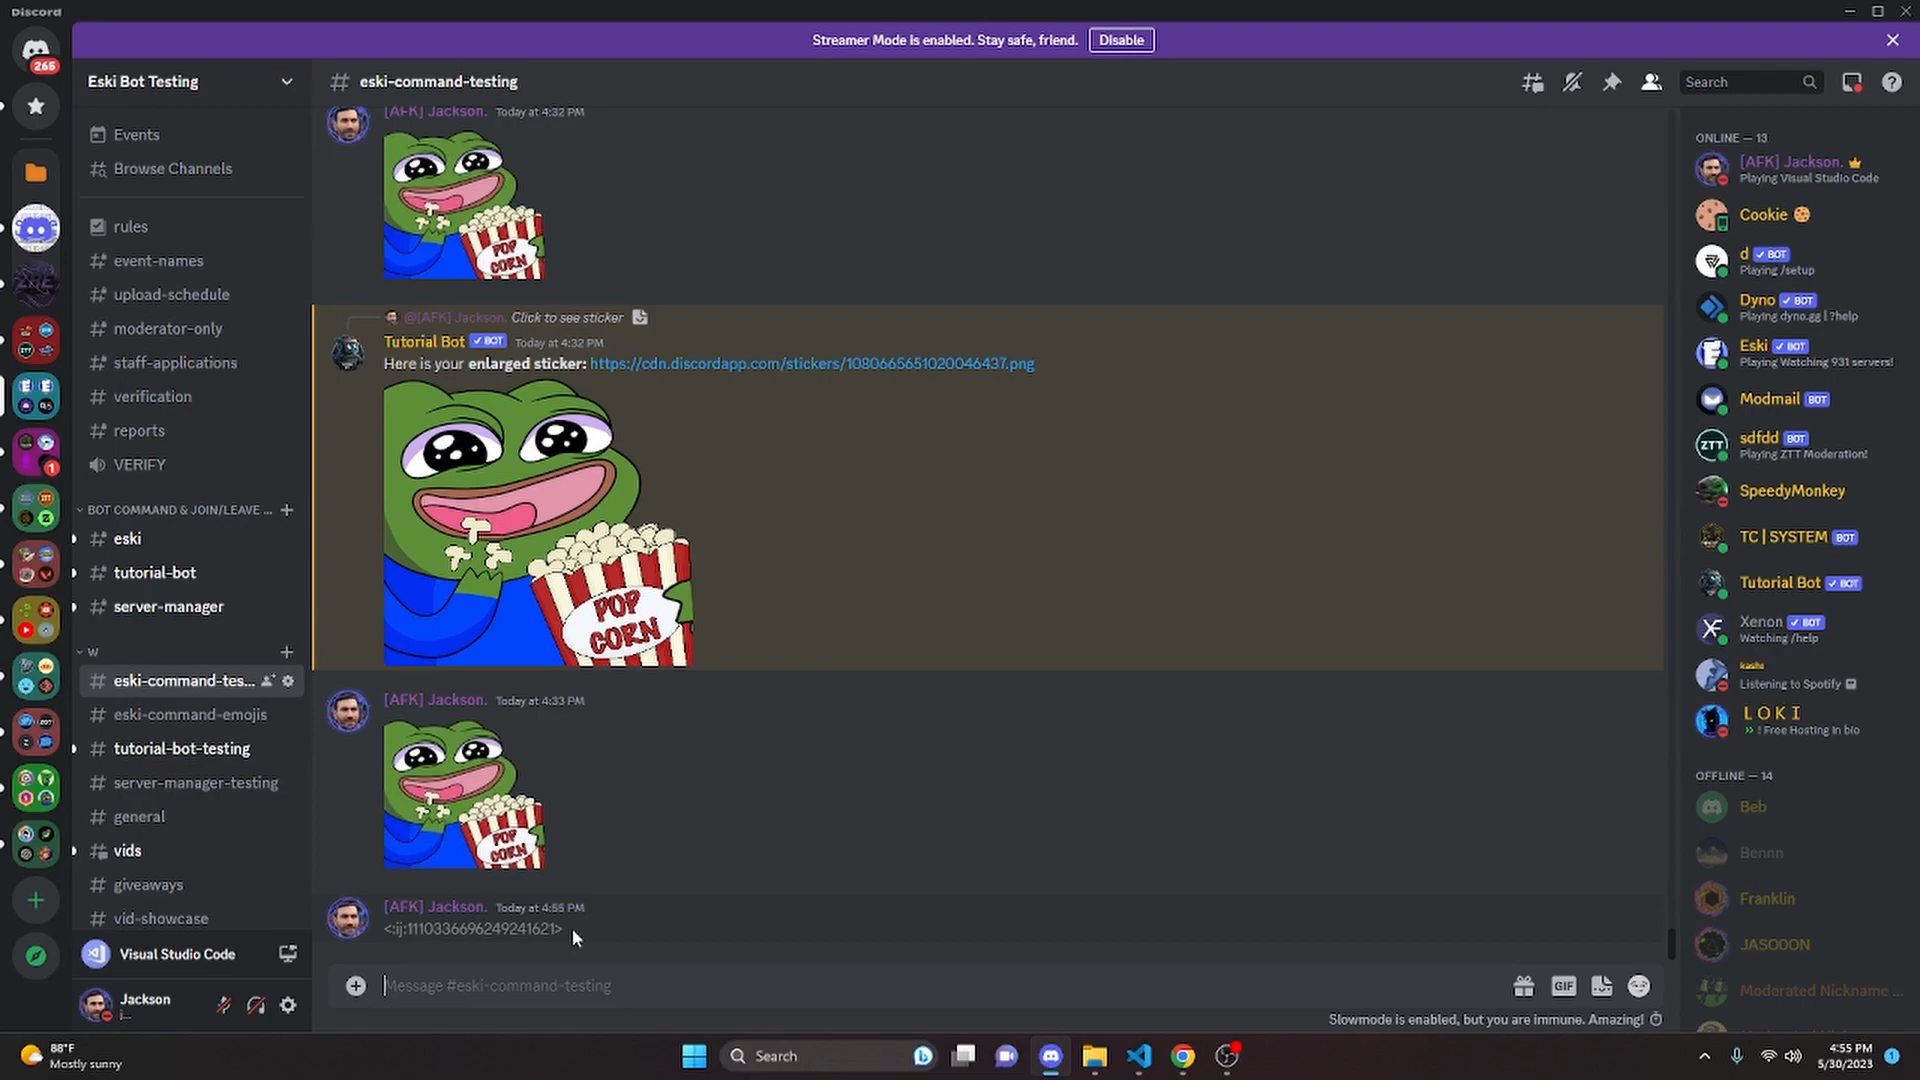 Discord
265
Streamer Mode is enabled. Stay safe, friend.
Disable
Eski Bot Testing
eski-command-testing
Search
Events
Browse Channels
rules
event-names
upload-schedule
moderator-only
staff-applications
verification
reports
VERIFY
BOT COMMAND & JOIN/LEAVE ...
eski
tutorial-bot
server-manager
W
eski-command-tes...
eski-command-emojis
tutorial-bot-testing
server-manager-testing
general
vids
giveaways
vid-showcase
1
Visual Studio Code
Jackson
i...
[AFK] Jackson. Today at 4:32 PM
POP
CORN
@[AFK] Jackson. Click to see sticker
Tutorial Bot BOT Today at 4:32 PM
Here is your enlarged sticker: https://cdn.discordapp.com/stickers/1080665651020046437.png
POP
CORN
[AFK] Jackson. Today at 4:33 PM
POP
CORN
[AFK] Jackson. Today at 4:55 PM
<:ij:1110336696249241621>
Message #eski-command-testing
GIF
Slowmode is enabled, but you are immune. Amazing!
ONLINE — 13
[AFK] Jackson.
Playing Visual Studio Code
Cookie
d BOT
Playing /setup
Dyno BOT
Playing dyno.gg | ?help
Eski BOT
Playing Watching 931 servers!
Modmail BOT
ZTT
sdfdd BOT
Playing ZTT Moderation!
SpeedyMonkey
TC | SYSTEM BOT
Tutorial Bot BOT
Xenon BOT
Watching /help
kashi
Listening to Spotify
L O K I
» ! Free Hosting in bio
OFFLINE — 14
Beb
Bennn
Franklin
JASO0ON
Moderated Nickname ...
88°F
Mostly sunny
Search
4:55 PM
5/30/2023
1